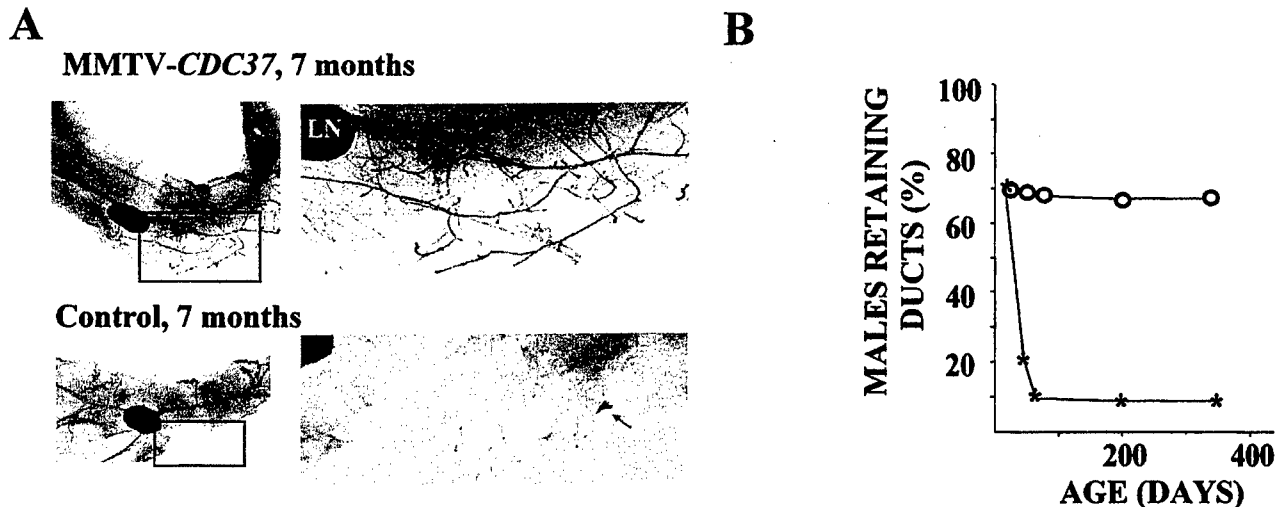 A
MMTV-CDC37, 7 months
LN
Control, 7 months
B
MALES RETAINING
DUCTS (%)
100
80
60
40
20
200
400
AGE (DAYS)